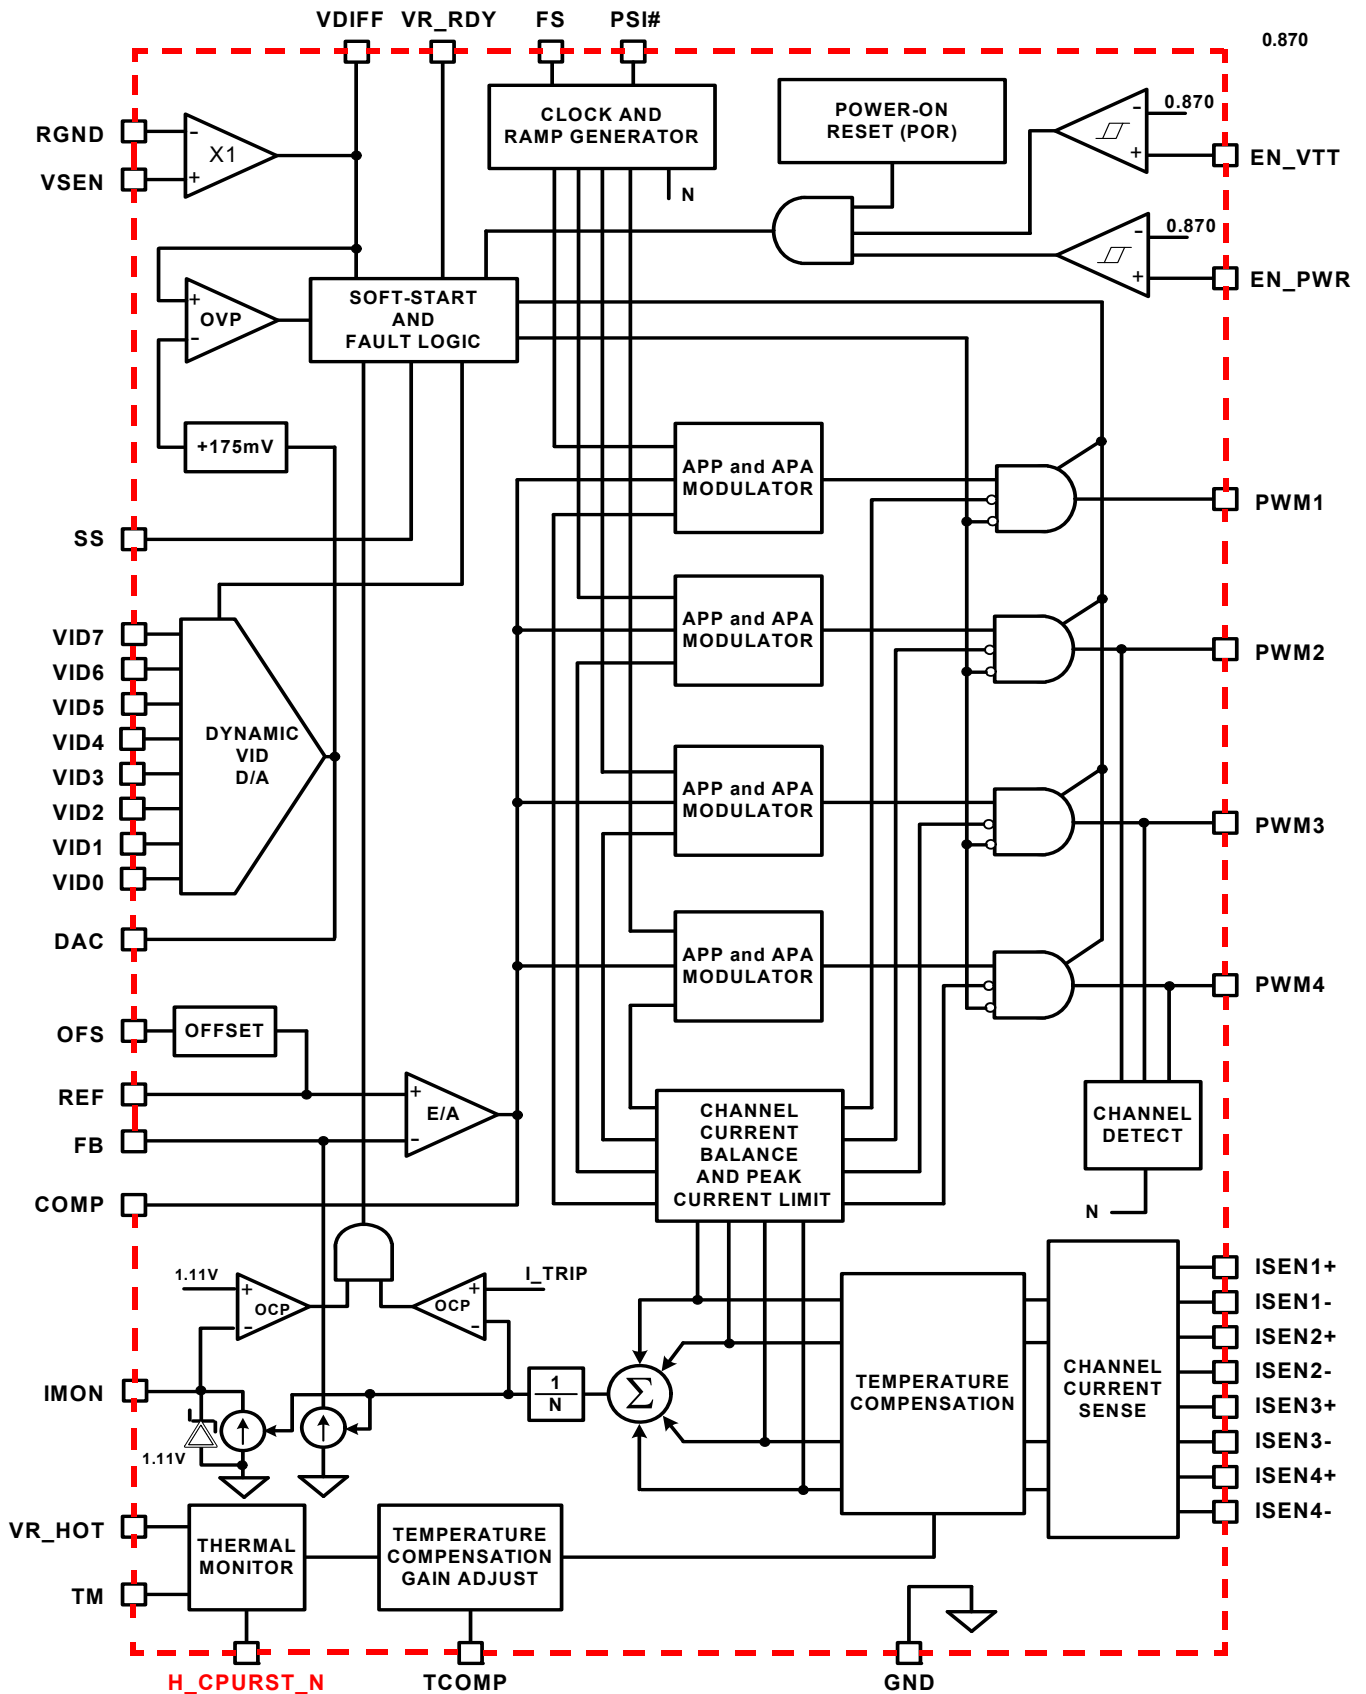 VDIFF VR_RDY FS PSI#
0.870
RGND
VSEN
- X1 +
CLOCK AND
RAMP GENERATOR
N
POWER-ON
RESET (POR)
- 0.870
+
EN_VTT
- 0.870
+
EN_PWR
+
OVP
-
SOFT-START
AND
FAULT LOGIC
+175mV
SS
VID7
VID6
VID5
VID4
VID3
VID2
VID1
VID0
DYNAMIC
VID
D/A
DAC
APP and APA
MODULATOR
PWM1
APP and APA
MODULATOR
PWM2
APP and APA
MODULATOR
PWM3
APP and APA
MODULATOR
PWM4
OFS
OFFSET
REF
FB
+
E/A
-
COMP
CHANNEL
CURRENT
BALANCE
AND PEAK
CURRENT LIMIT
CHANNEL
DETECT
N
1.11V
+
OCP
-
I_TRIP
+
OCP
-
IMON
1.11V
1
N
Σ
TEMPERATURE
COMPENSATION
CHANNEL
CURRENT
SENSE
ISEN1+
ISEN1-
ISEN2+
ISEN2-
ISEN3+
ISEN3-
ISEN4+
ISEN4-
VR_HOT
TM
THERMAL
MONITOR
TEMPERATURE
COMPENSATION
GAIN ADJUST
H_CPURST_N
TCOMP
GND